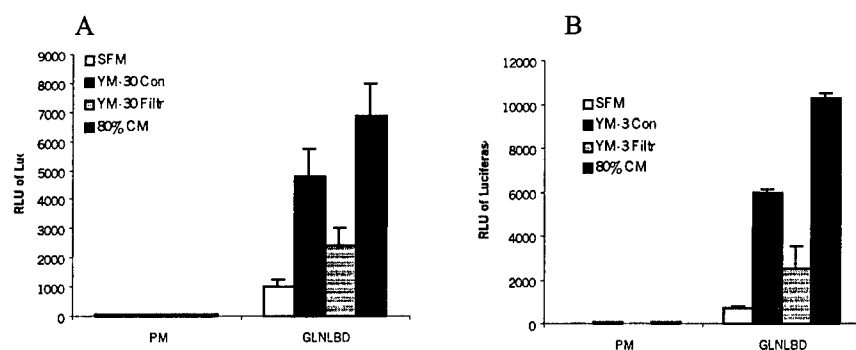 A
9000
8000
7000
6000
5000
4000
3000
2000
1000
0
RLU of Luc
SFM
YM-30 Con
YM-30 Filtr
80% CM
PM
GLNLBD
B
12000
10000
8000
6000
4000
2000
0
RLU of Luciferas
SFM
YM-3 Con
YM-3 Filtr
80% CM
PM
GLNLBD